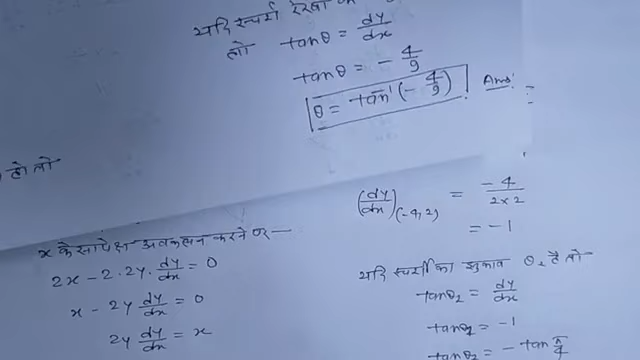 यदि स्पर्श रेखा का
तो tanθ = dy/dx
tanθ = - 4/9
θ = tan⁻¹(- 4/9) Ans!
हो तो
x के सापेक्ष अवकलन करने पर —
2x - 2·2y·dy/dx = 0
x - 2y dy/dx = 0
2y dy/dx = x
(dy/dx)(-4,2) = -4/2×2
= -1
यदि स्पर्शी का झुकाव θ₂ है तो -
tanθ₂ = dy/dx
tanθ₂ = -1
tanθ₂ = - tan π/4